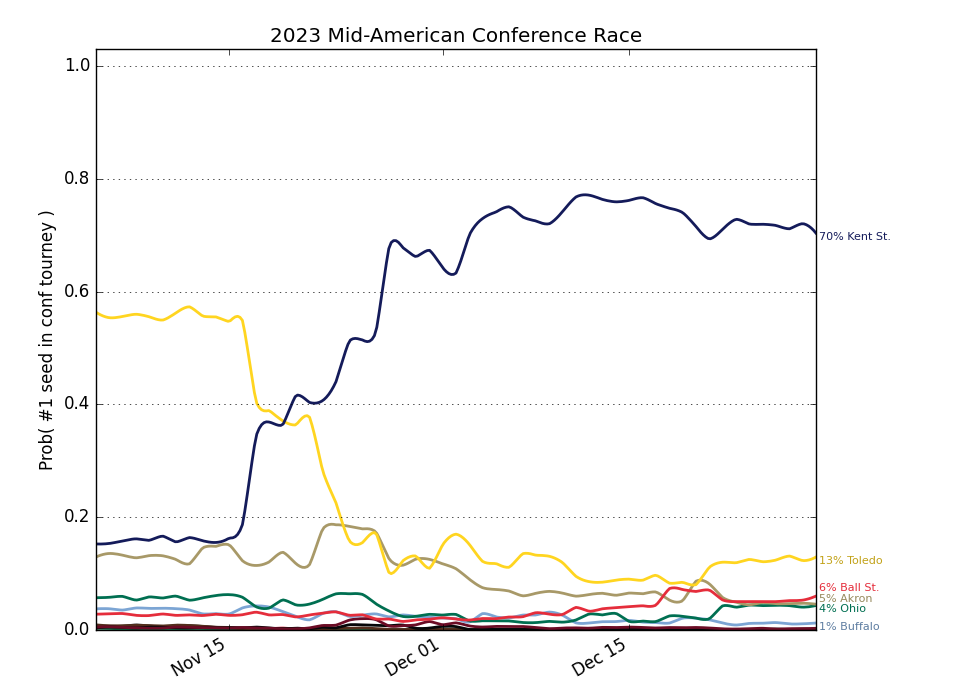 2023 Mid-American Conference Race
1.0
0.8
0.6
0.4
0.2
0.0
Prob( #1 seed in conf tourney )
70% Kent St.
13% Toledo
6% Ball St.
5% Akron
4% Ohio
1% Buffalo
Nov 15
Dec 01
Dec 15